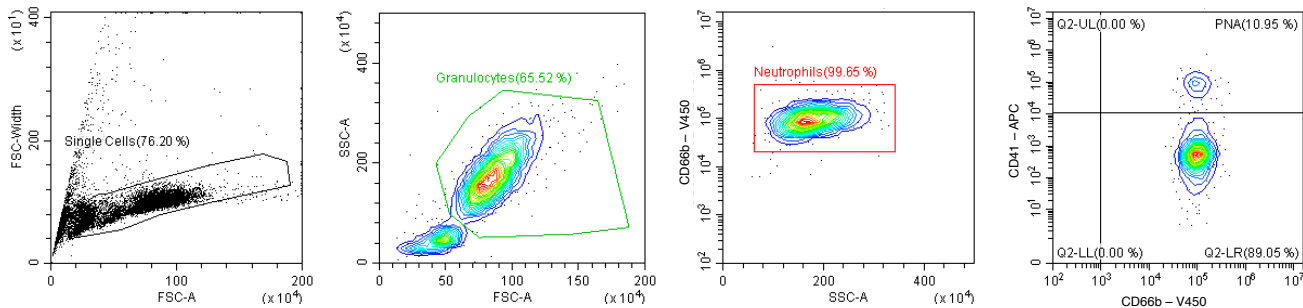 (x 10¹)
400
200
0
FSC-Width
Single Cells(76.20 %)
0
100
200
FSC-A
(x 10⁴)
(x 10⁴)
400
200
0
SSC-A
Granulocytes(65.52 %)
0
50
100
150
200
FSC-A
(x 10⁴)
10⁷
10⁶
10⁵
10⁴
10³
10²
CD66b – V450
Neutrophils(99.65 %)
0
200
400
SSC-A
(x 10⁴)
Q2-UL(0.00 %)
PNA(10.95 %)
10⁷
10⁶
10⁵
10⁴
10³
10²
0
CD41 – APC
Q2-LL(0.00 %)
Q2-LR(89.05 %)
10²
10³
10⁴
10⁵
10⁶
10⁷
CD66b – V450